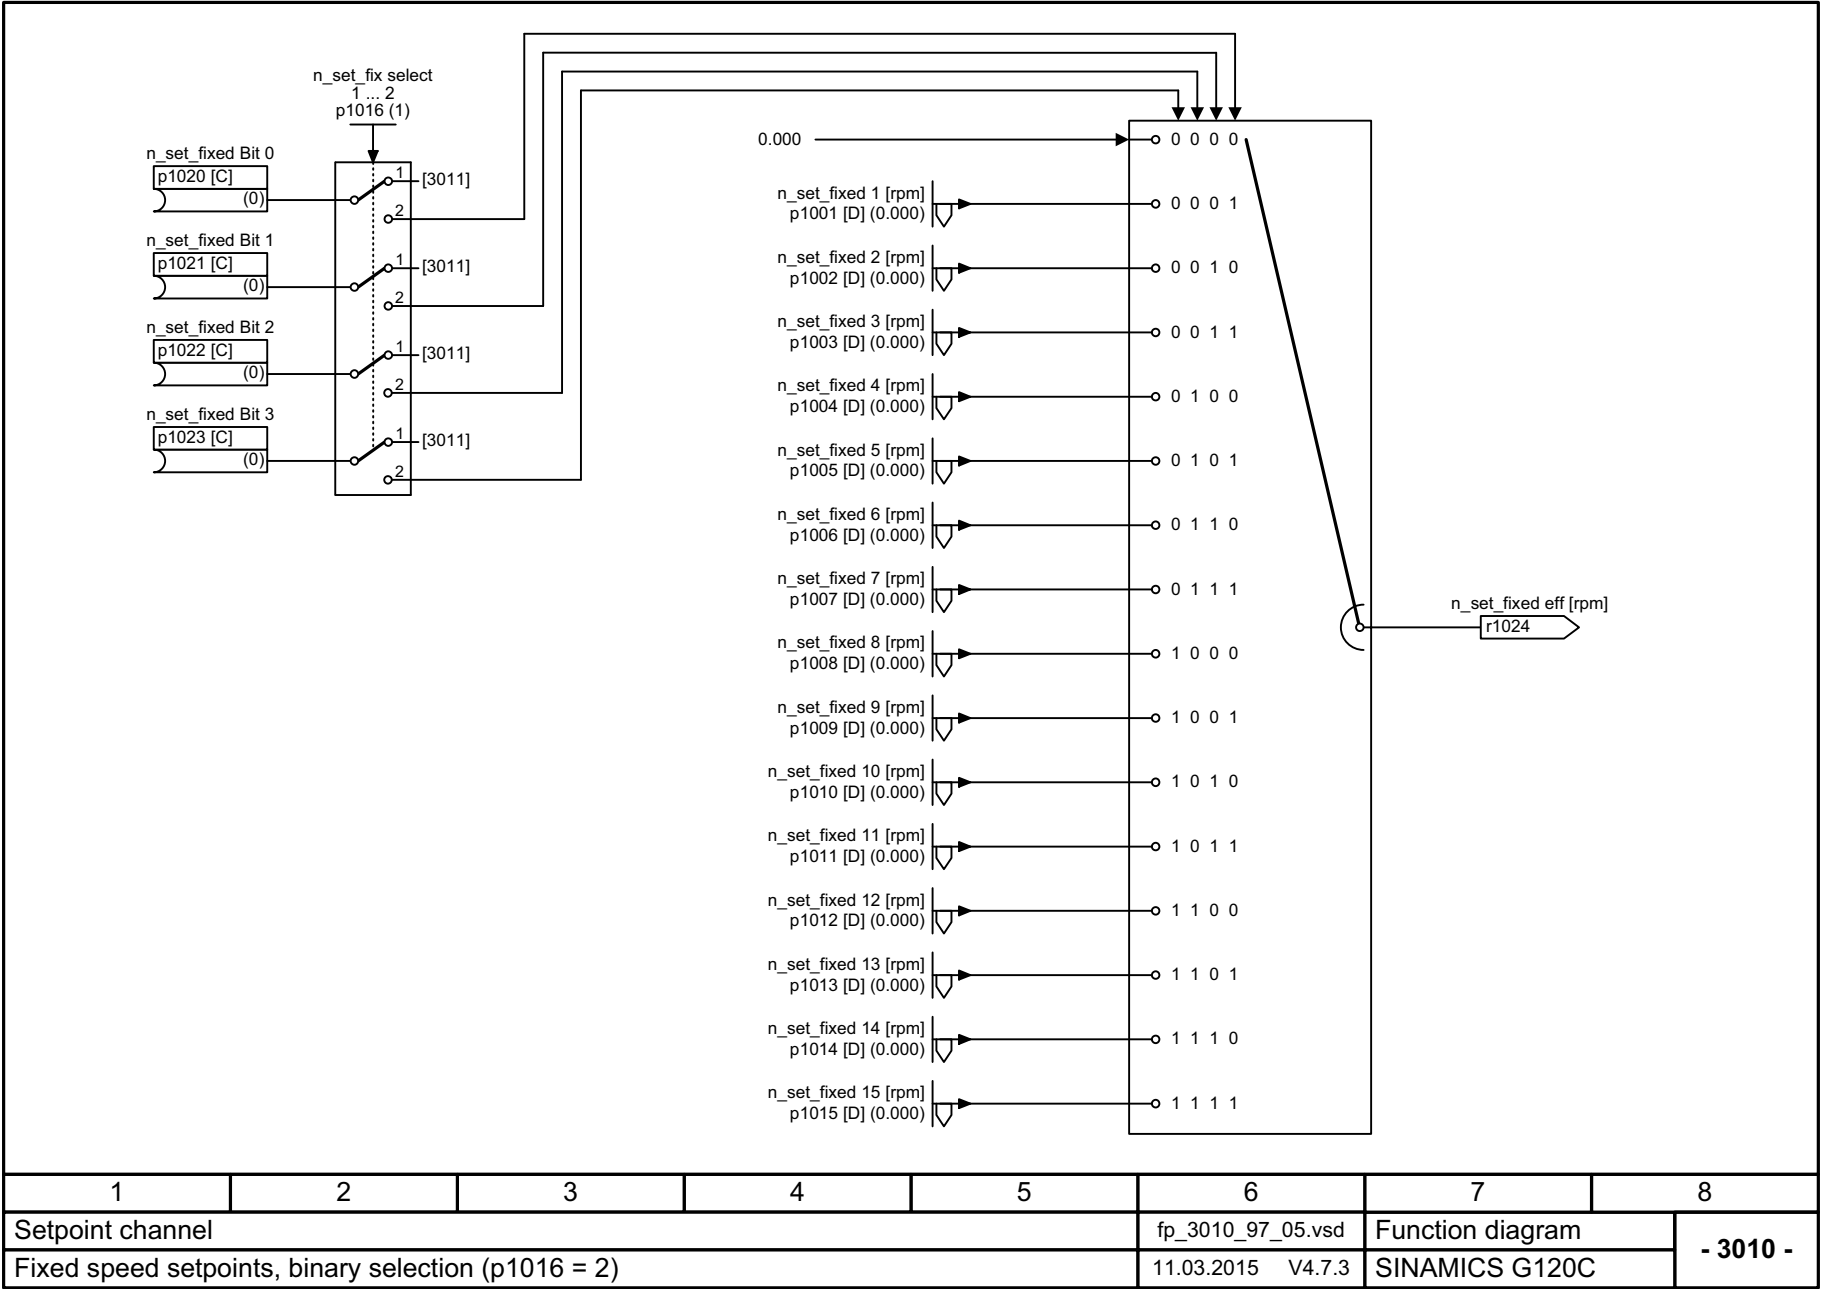 n_set_fix select
1 ... 2
p1016 (1)
n_set_fixed Bit 0
p1020 [C]
(0)
1
[3011]
2
n_set_fixed Bit 1
p1021 [C]
(0)
1
[3011]
2
n_set_fixed Bit 2
p1022 [C]
(0)
1
[3011]
2
n_set_fixed Bit 3
p1023 [C]
(0)
1
[3011]
2
0.000
0 0 0 0
n_set_fixed 1 [rpm]
p1001 [D] (0.000)
0 0 0 1
n_set_fixed 2 [rpm]
p1002 [D] (0.000)
0 0 1 0
n_set_fixed 3 [rpm]
p1003 [D] (0.000)
0 0 1 1
n_set_fixed 4 [rpm]
p1004 [D] (0.000)
0 1 0 0
n_set_fixed 5 [rpm]
p1005 [D] (0.000)
0 1 0 1
n_set_fixed 6 [rpm]
p1006 [D] (0.000)
0 1 1 0
n_set_fixed 7 [rpm]
p1007 [D] (0.000)
0 1 1 1
n_set_fixed 8 [rpm]
p1008 [D] (0.000)
1 0 0 0
n_set_fixed 9 [rpm]
p1009 [D] (0.000)
1 0 0 1
n_set_fixed 10 [rpm]
p1010 [D] (0.000)
1 0 1 0
n_set_fixed 11 [rpm]
p1011 [D] (0.000)
1 0 1 1
n_set_fixed 12 [rpm]
p1012 [D] (0.000)
1 1 0 0
n_set_fixed 13 [rpm]
p1013 [D] (0.000)
1 1 0 1
n_set_fixed 14 [rpm]
p1014 [D] (0.000)
1 1 1 0
n_set_fixed 15 [rpm]
p1015 [D] (0.000)
1 1 1 1
n_set_fixed eff [rpm]
r1024
1 2 3 4 5 6 7 8
Setpoint channel
fp_3010_97_05.vsd
Function diagram
- 3010 -
Fixed speed setpoints, binary selection (p1016 = 2)
11.03.2015 V4.7.3
SINAMICS G120C